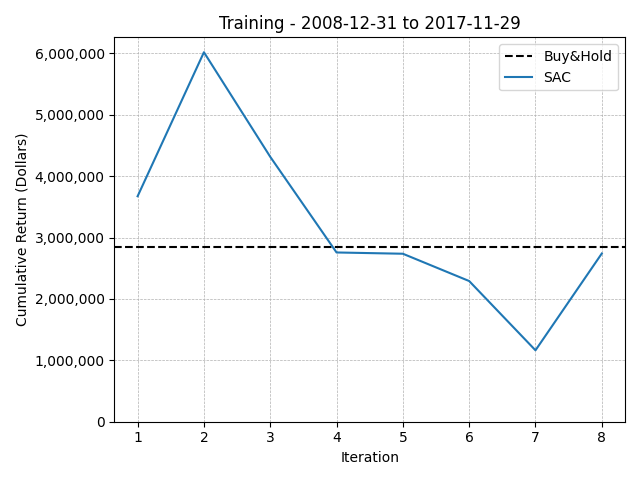 Training - 2008-12-31 to 2017-11-29
Buy&Hold
SAC
Cumulative Return (Dollars)
6,000,000
5,000,000
4,000,000
3,000,000
2,000,000
1,000,000
0
1 2 3 4 5 6 7 8
Iteration